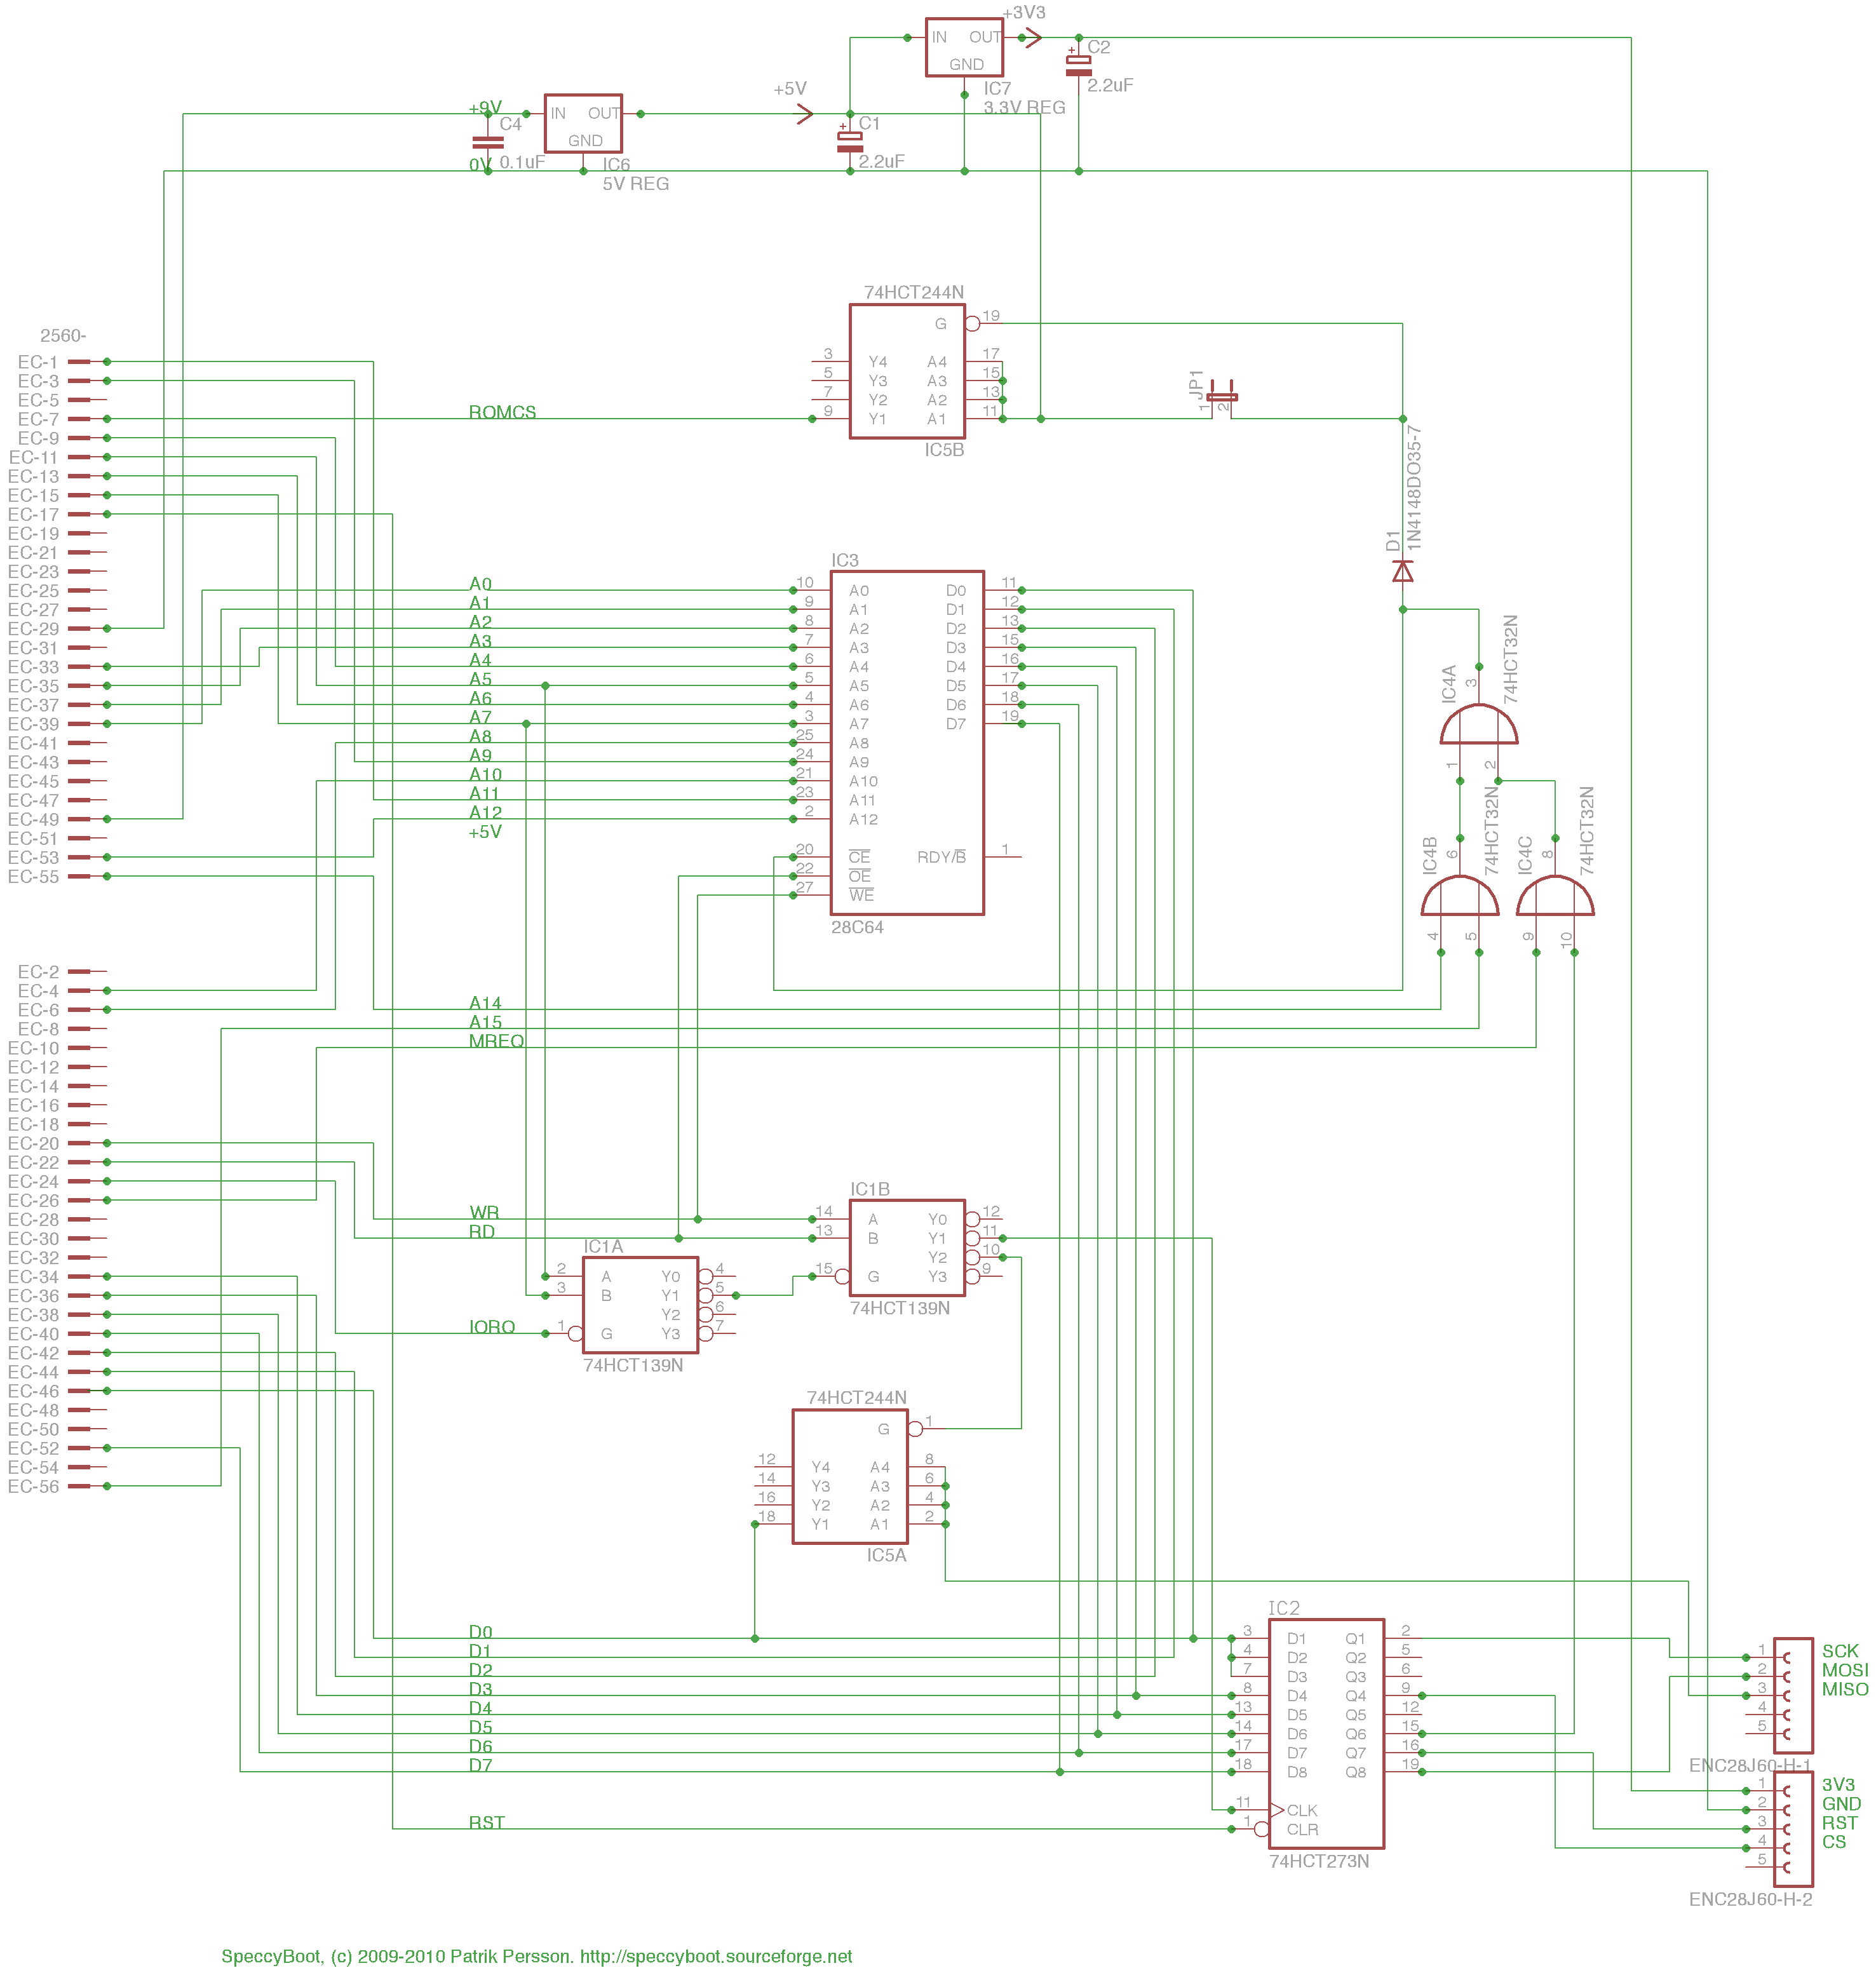 +3V3
IN OUT
GND
C2
2.2uF
IC7
3.3V REG
+5V
+9V
C4
0.1uF
0V
IN OUT
GND
IC6
5V REG
C1
2.2uF
74HCT244N
G 19
3 Y4 A4 17
5 Y3 A3 15
7 Y2 A2 13
9 Y1 A1 11
IC5B
ROMCS
JP1
1 2
D1
1N4148DO35-7
2560-
EC-1
EC-3
EC-5
EC-7
EC-9
EC-11
EC-13
EC-15
EC-17
EC-19
EC-21
EC-23
EC-25
EC-27
EC-29
EC-31
EC-33
EC-35
EC-37
EC-39
EC-41
EC-43
EC-45
EC-47
EC-49
EC-51
EC-53
EC-55
IC3
A0 10 A0 D0 11
A1 9 A1 D1 12
A2 8 A2 D2 13
A3 7 A3 D3 15
A4 6 A4 D4 16
A5 5 A5 D5 17
A6 4 A6 D6 18
A7 3 A7 D7 19
A8 25 A8
A9 24 A9
A10 21 A10
A11 23 A11
A12 2 A12
+5V
20 CE RDY/B 1
22 OE
27 WE
28C64
IC4A
74HCT32N
3
1 2
IC4B
74HCT32N
6
4 5
IC4C
74HCT32N
8
9 10
EC-2
EC-4
EC-6
EC-8
EC-10
EC-12
EC-14
EC-16
EC-18
EC-20
EC-22
EC-24
EC-26
EC-28
EC-30
EC-32
EC-34
EC-36
EC-38
EC-40
EC-42
EC-44
EC-46
EC-48
EC-50
EC-52
EC-54
EC-56
A14
A15
MREQ
WR
RD
IORQ
IC1B
14 A Y0 12
13 B Y1 11
Y2 10
15 G Y3 9
74HCT139N
IC1A
2 A Y0 4
3 B Y1 5
Y2 6
1 G Y3 7
74HCT139N
74HCT244N
G 1
12 Y4 A4 8
14 Y3 A3 6
16 Y2 A2 4
18 Y1 A1 2
IC5A
D0
D1
D2
D3
D4
D5
D6
D7
RST
IC2
3 D1 Q1 2
4 D2 Q2 5
7 D3 Q3 6
8 D4 Q4 9
13 D5 Q5 12
14 D6 Q6 15
17 D7 Q7 16
18 D8 Q8 19
11 CLK
1 CLR
74HCT273N
1 SCK
2 MOSI
3 MISO
4
5
ENC28J60-H-1
1 3V3
2 GND
3 RST
4 CS
5
ENC28J60-H-2
SpeccyBoot, (c) 2009-2010 Patrik Persson. http://speccyboot.sourceforge.net